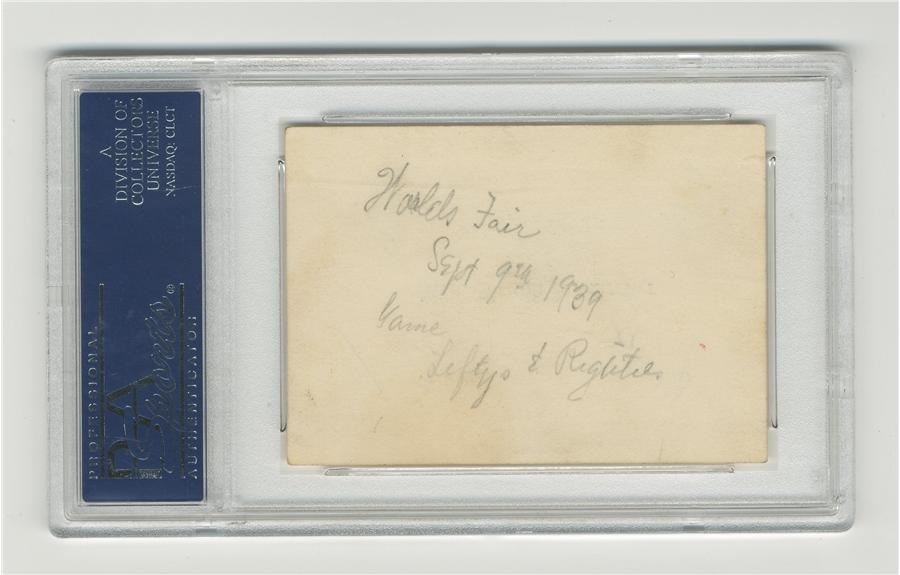 A
DIVISION OF
COLLECTORS
UNIVERSE
NASDAQ: CLCT
PROFESSIONAL
PSA
Sports
®
AUTHENTICATOR
Worlds Fair
Sept 9th 1939
Game
Leftys & Righties